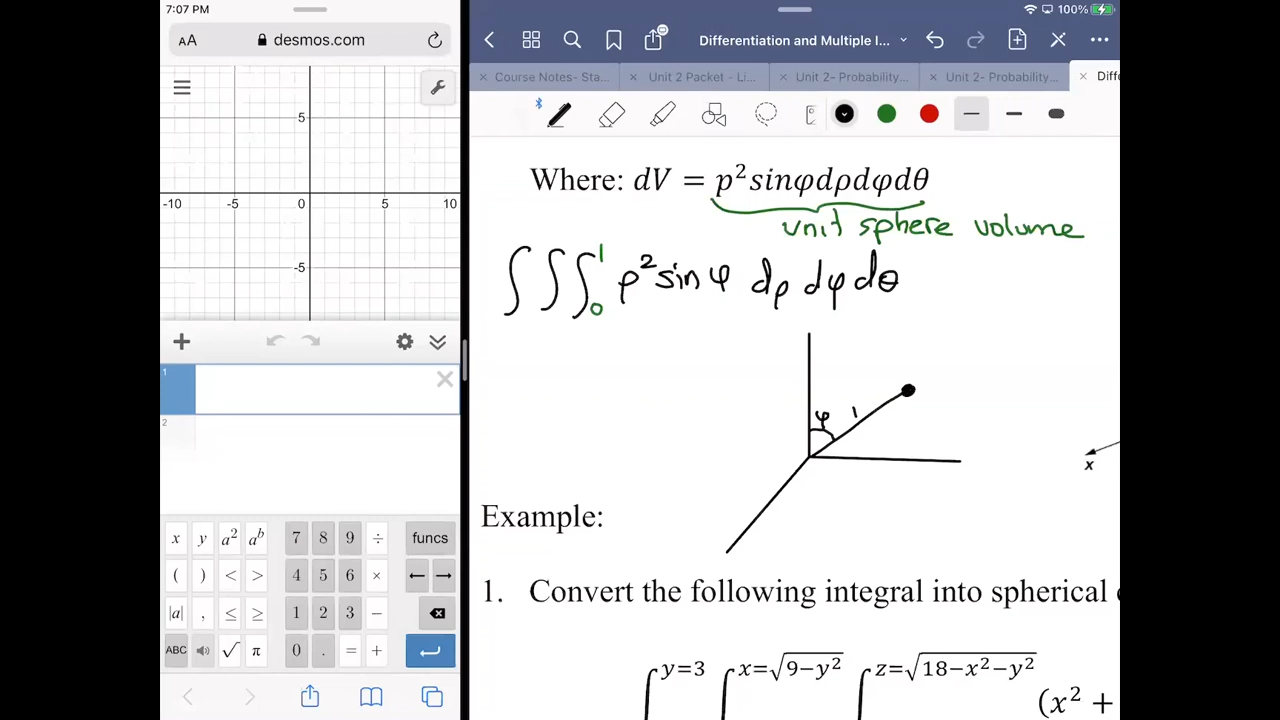 7:07 PM
AA desmos.com
5
-10 -5 0 5 10
-5
1
2
x y a² aᵇ 7 8 9 ÷ funcs
( ) < > 4 5 6 × ← →
|a| , ≤ ≥ 1 2 3 −
ABC √ π 0 . = +
100%
Differentiation and Multiple I...
Course Notes- Sta... Unit 2 Packet - Li... Unit 2- Probability... Unit 2- Probability... Diffe
Where: dV = p²sinφdρdφdθ
unit sphere volume
∫∫∫₀¹ ρ² sin φ dρ dφ dθ
φ 1
x
Example:
1. Convert the following integral into spherical
∫^{y=3} ∫^{x=√(9−y²)} ∫^{z=√(18−x²−y²)} (x² +